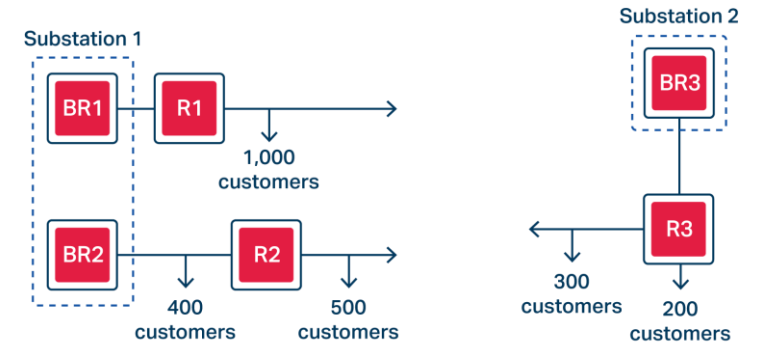 Substation 1
BR1
R1
1,000
customers
BR2
R2
400
customers
500
customers
Substation 2
BR3
R3
300
customers
200
customers